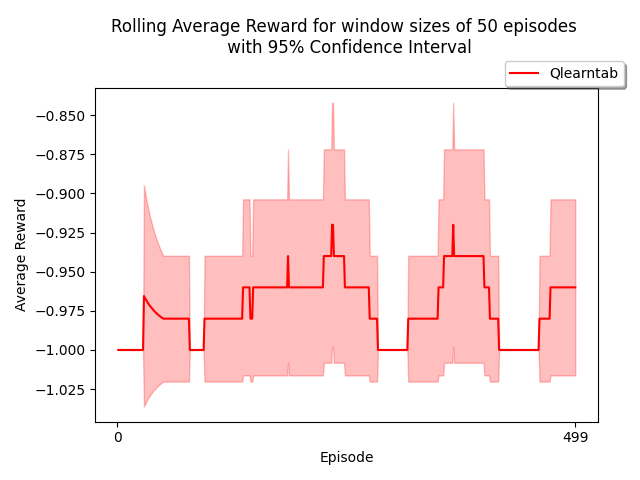 Rolling Average Reward for window sizes of 50 episodes
with 95% Confidence Interval
Qlearntab
−0.850
−0.875
−0.900
−0.925
−0.950
−0.975
−1.000
−1.025
Average Reward
0
499
Episode